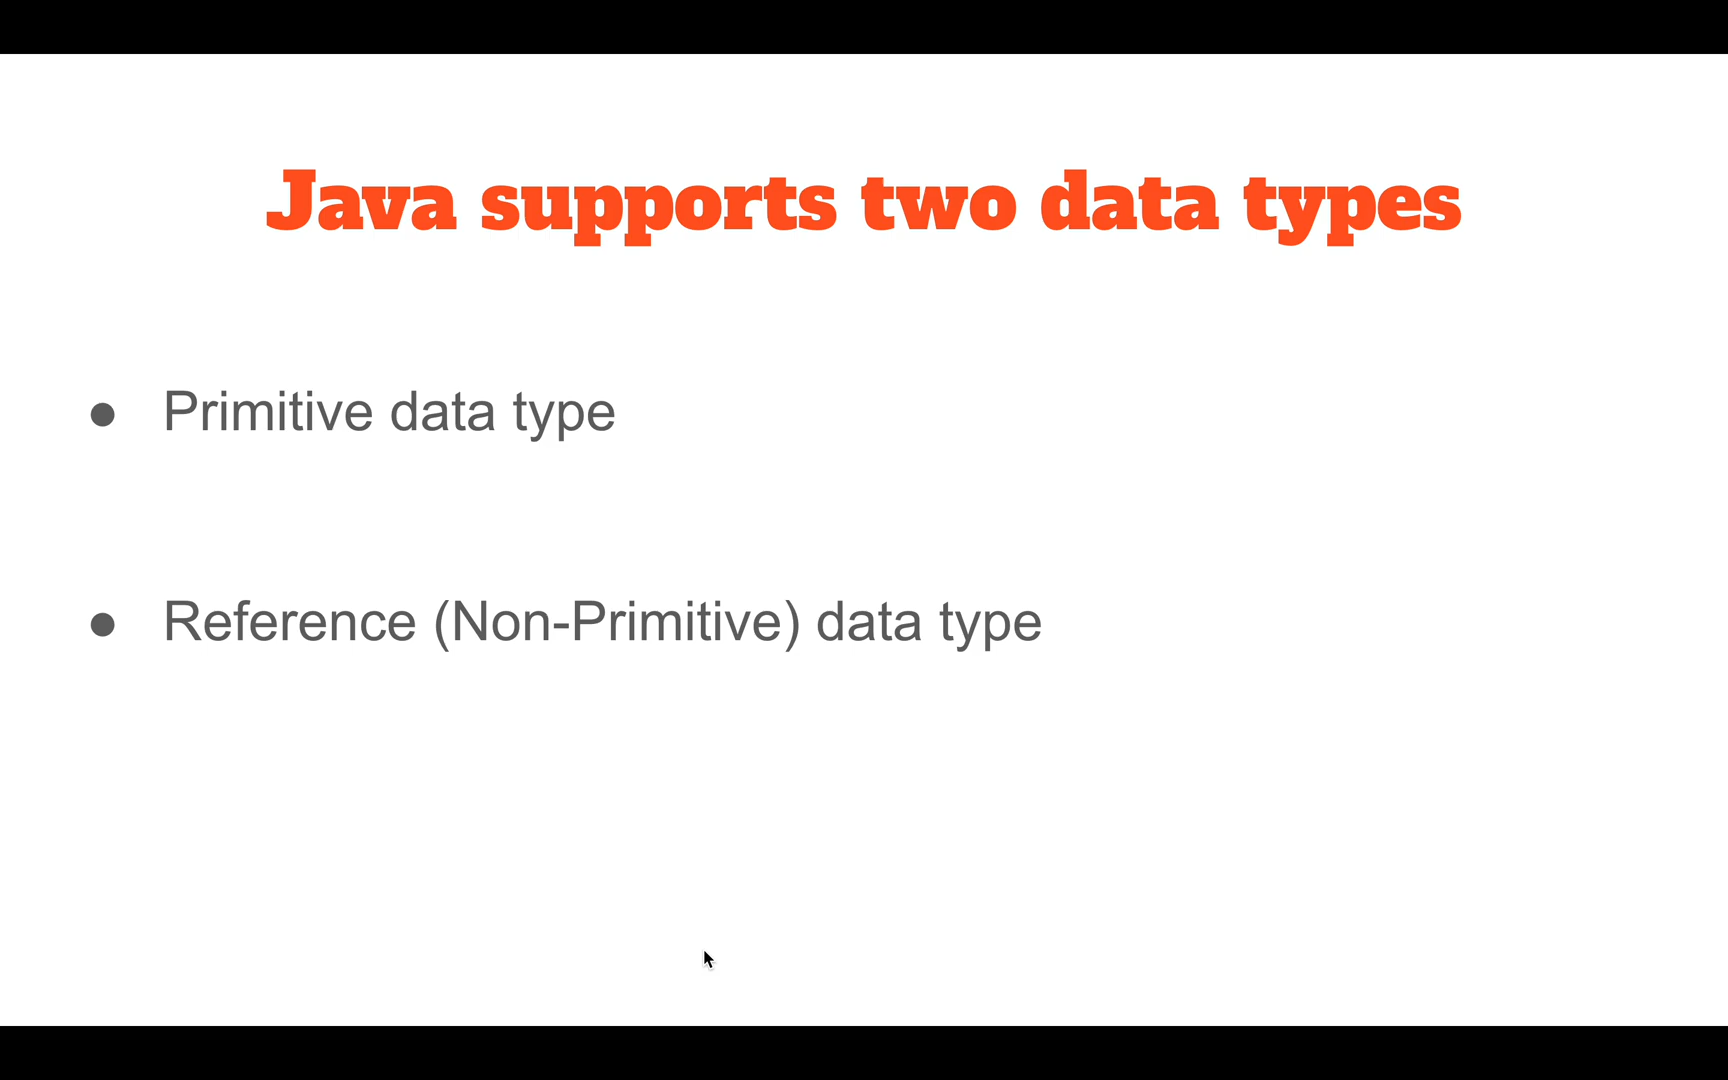 Java supports two data types
● Primitive data type
● Reference (Non-Primitive) data type